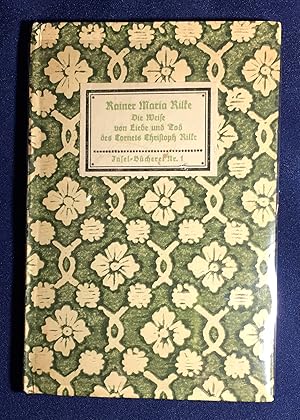 Rainer Maria Rilke
Die Weise
von Liebe und Tod
des Cornets Christoph Rilke
Insel-Bücherei Nr. 1